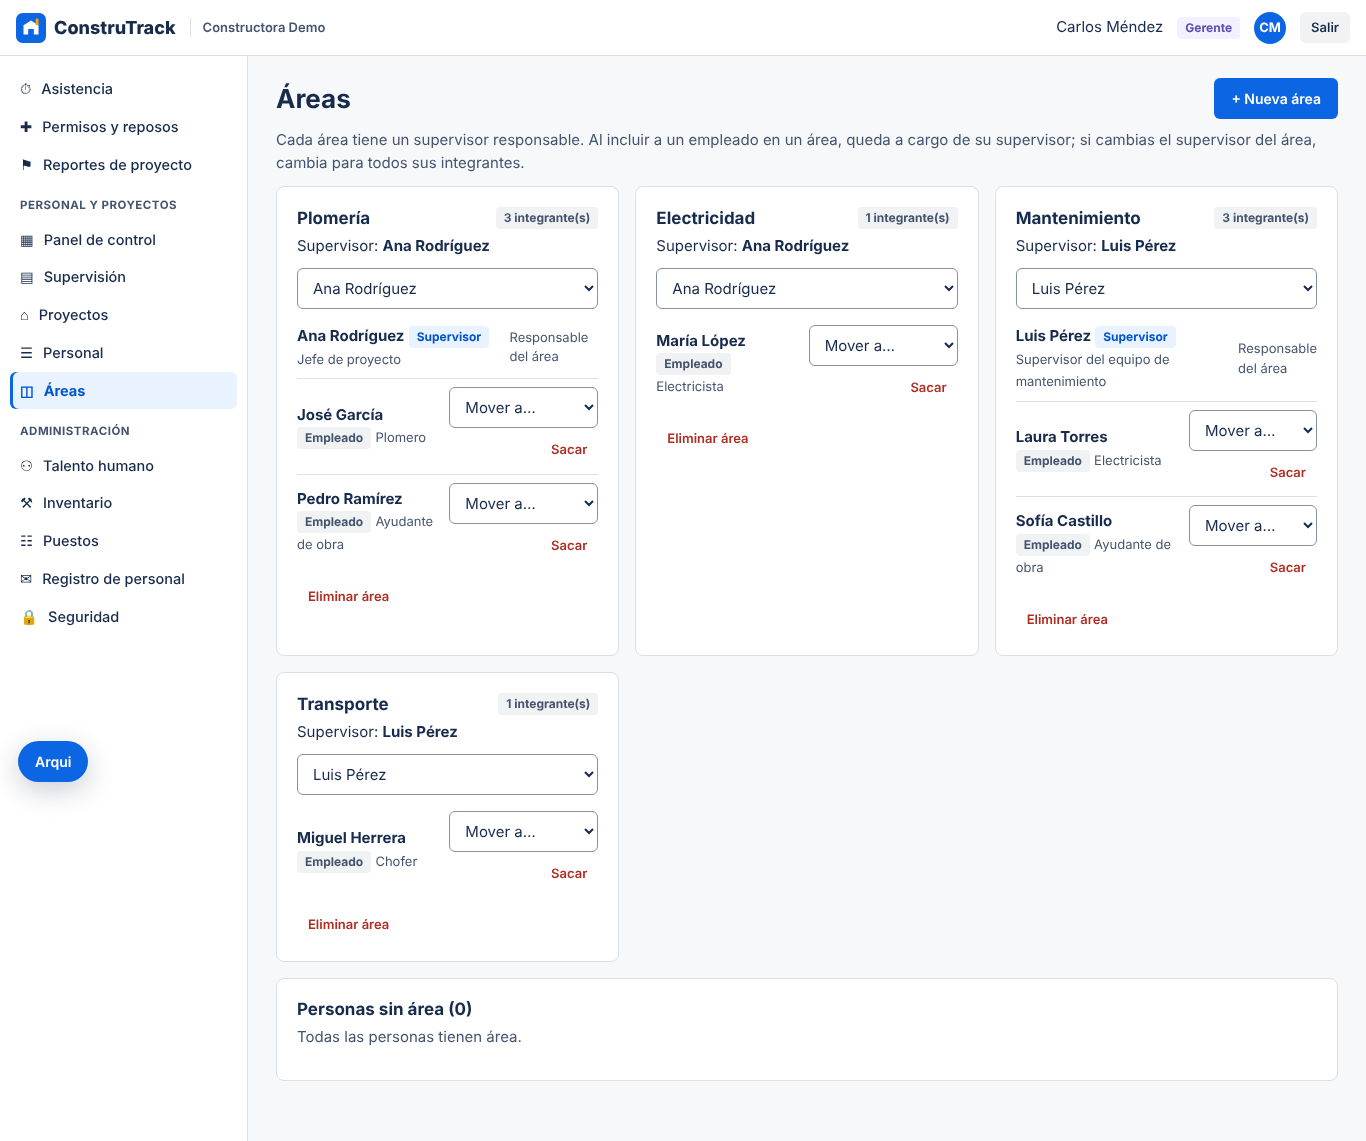 ConstruTrack
Constructora Demo
Carlos Méndez
Gerente
CM
Salir
Asistencia
Permisos y reposos
Reportes de proyecto
PERSONAL Y PROYECTOS
Panel de control
Supervisión
Proyectos
Personal
Áreas
ADMINISTRACIÓN
Talento humano
Inventario
Puestos
Registro de personal
Seguridad
Arqui
Áreas
+ Nueva área
Cada área tiene un supervisor responsable. Al incluir a un empleado en un área, queda a cargo de su supervisor; si cambias el supervisor del área,
cambia para todos sus integrantes.
Plomería
3 integrante(s)
Supervisor: Ana Rodríguez
Ana Rodríguez
Ana Rodríguez Supervisor
Jefe de proyecto
Responsable
del área
José García
Empleado Plomero
Mover a...
Sacar
Pedro Ramírez
Empleado Ayudante
de obra
Mover a...
Sacar
Eliminar área
Electricidad
1 integrante(s)
Supervisor: Ana Rodríguez
Ana Rodríguez
María López
Empleado
Electricista
Mover a...
Sacar
Eliminar área
Mantenimiento
3 integrante(s)
Supervisor: Luis Pérez
Luis Pérez
Luis Pérez Supervisor
Supervisor del equipo de
mantenimiento
Responsable
del área
Laura Torres
Empleado Electricista
Mover a...
Sacar
Sofía Castillo
Empleado Ayudante de
obra
Mover a...
Sacar
Eliminar área
Transporte
1 integrante(s)
Supervisor: Luis Pérez
Luis Pérez
Miguel Herrera
Empleado Chofer
Mover a...
Sacar
Eliminar área
Personas sin área (0)
Todas las personas tienen área.